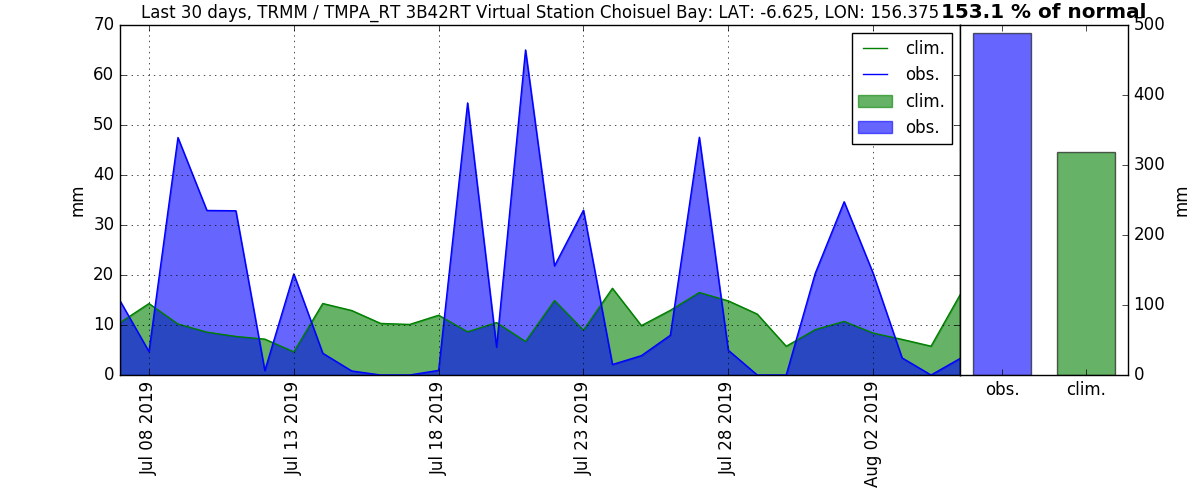 Last 30 days, TRMM / TMPA_RT 3B42RT Virtual Station Choisuel Bay: LAT: -6.625, LON: 156.375
153.1 % of normal
70
60
50
40
30
20
10
0
mm
clim.
obs.
clim.
obs.
Jul 08 2019
Jul 13 2019
Jul 18 2019
Jul 23 2019
Jul 28 2019
Aug 02 2019
500
400
300
200
100
0
mm
obs.
clim.